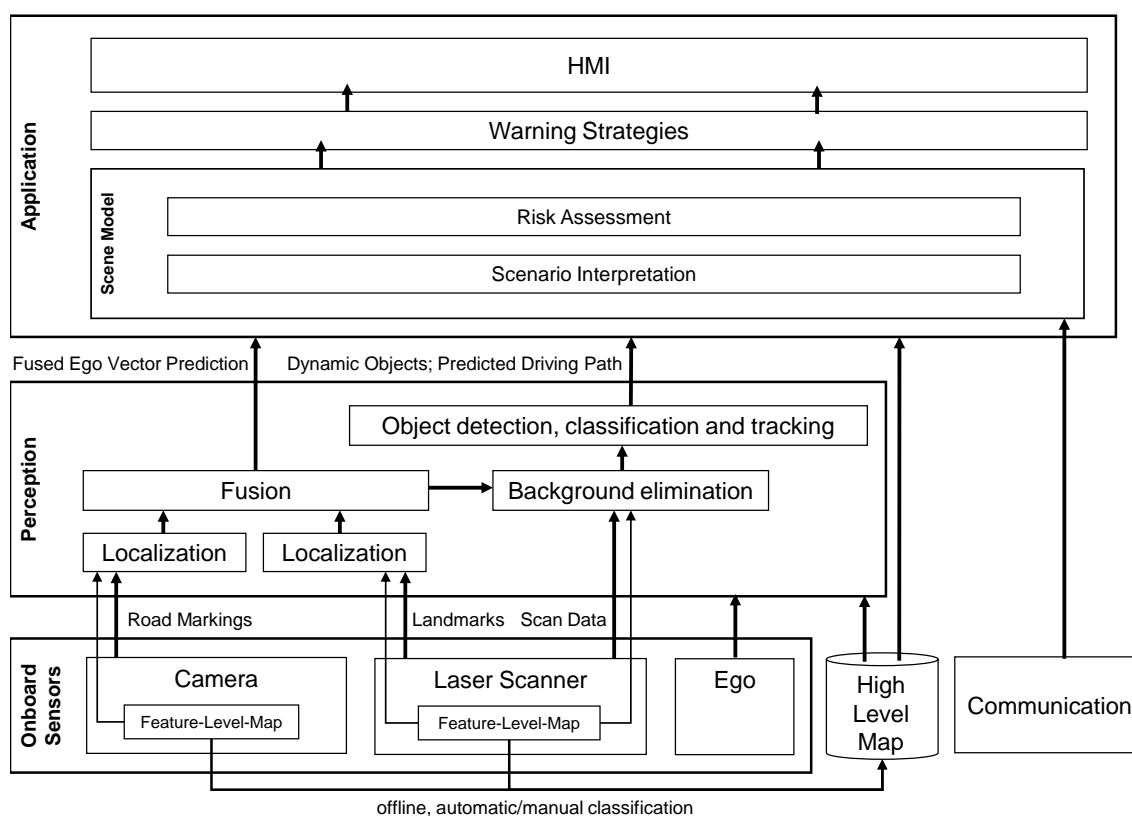 Application
HMI
Warning Strategies
Scene Model
Risk Assessment
Scenario Interpretation
Fused Ego Vector Prediction
Dynamic Objects; Predicted Driving Path
Perception
Object detection, classification and tracking
Fusion
Background elimination
Localization
Localization
Road Markings
Landmarks
Scan Data
Onboard
Sensors
Camera
Feature-Level-Map
Laser Scanner
Feature-Level-Map
Ego
High
Level
Map
Communication
offline, automatic/manual classification